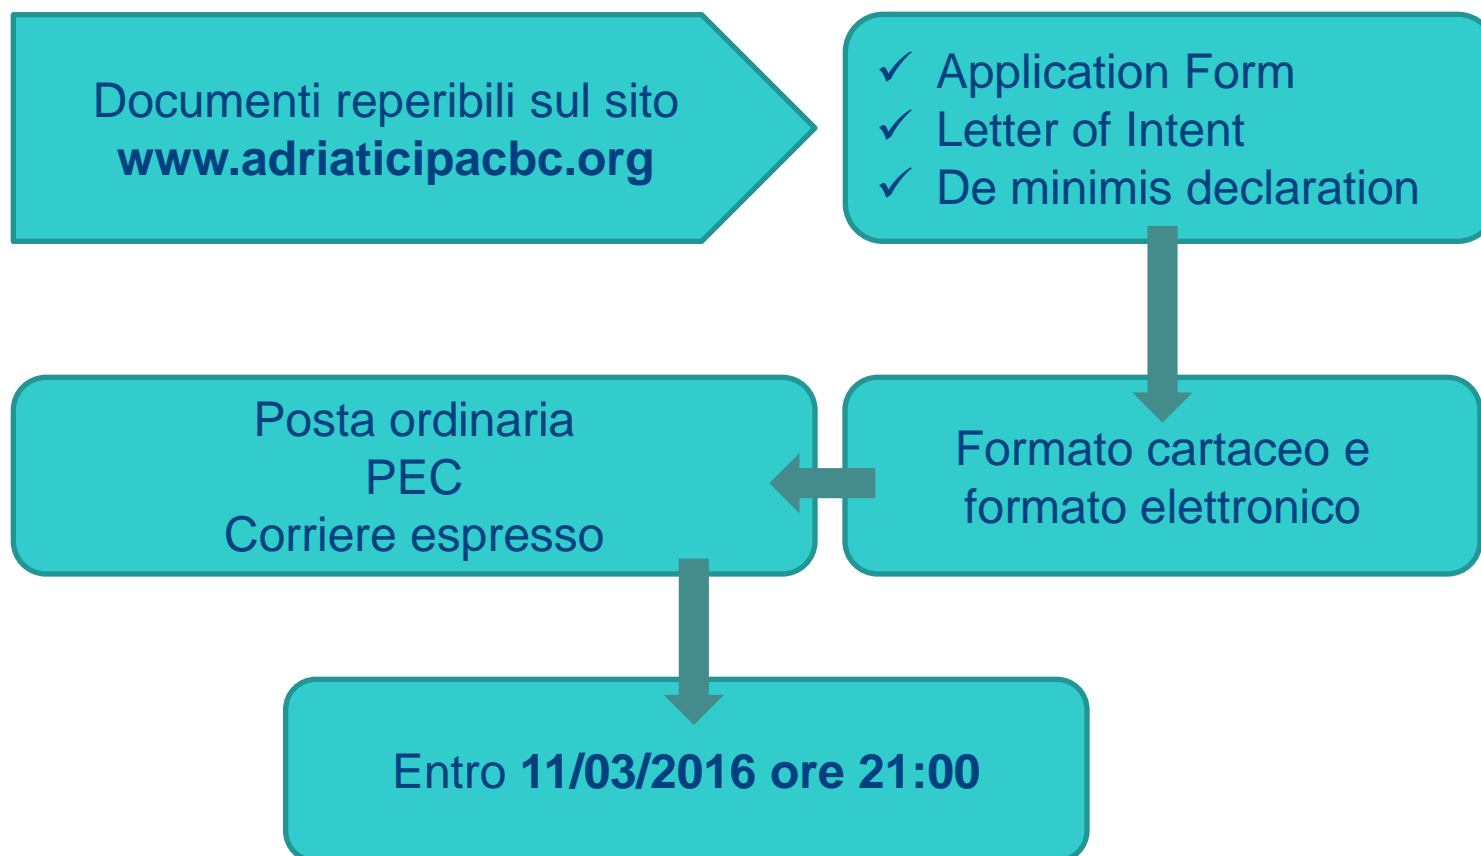 Documenti reperibili sul sito
www.adriaticipacbc.org
✓ Application Form
✓ Letter of Intent
✓ De minimis declaration
Posta ordinaria
PEC
Corriere espresso
Formato cartaceo e
formato elettronico
Entro 11/03/2016 ore 21:00